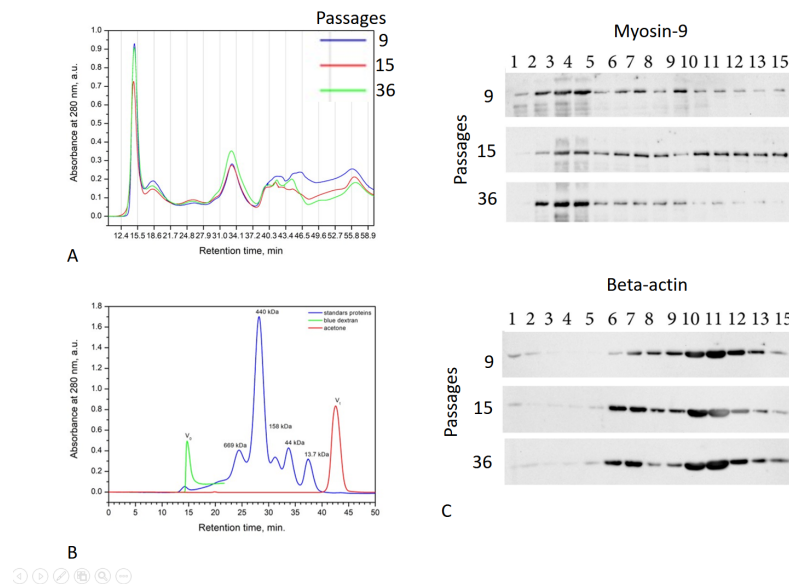 Passages
9
15
36
Absorbance at 280 nm, a.u.
1.0
0.9
0.8
0.7
0.6
0.5
0.4
0.3
0.2
0.1
0.0
12.4 15.5 18.6 21.7 24.8 27.9 31.0 34.1 37.2 40.3 43.4 46.5 49.6 52.7 55.8 58.9
Retention time, min
A
Absorbance at 280 nm, a.u.
1.8
1.6
1.4
1.2
1.0
0.8
0.6
0.4
0.2
0.0
440 kDa
standars proteins
blue dextran
acetone
V
669 kDa
158 kDa
44 kDa
13.7 kDa
V
0 5 10 15 20 25 30 35 40 45 50
Retention time, min.
B
Myosin-9
1 2 3 4 5 6 7 8 9 10 11 12 13 15
Passages
9
15
36
Beta-actin
1 2 3 4 5 6 7 8 9 10 11 12 13 15
Passages
9
15
36
C